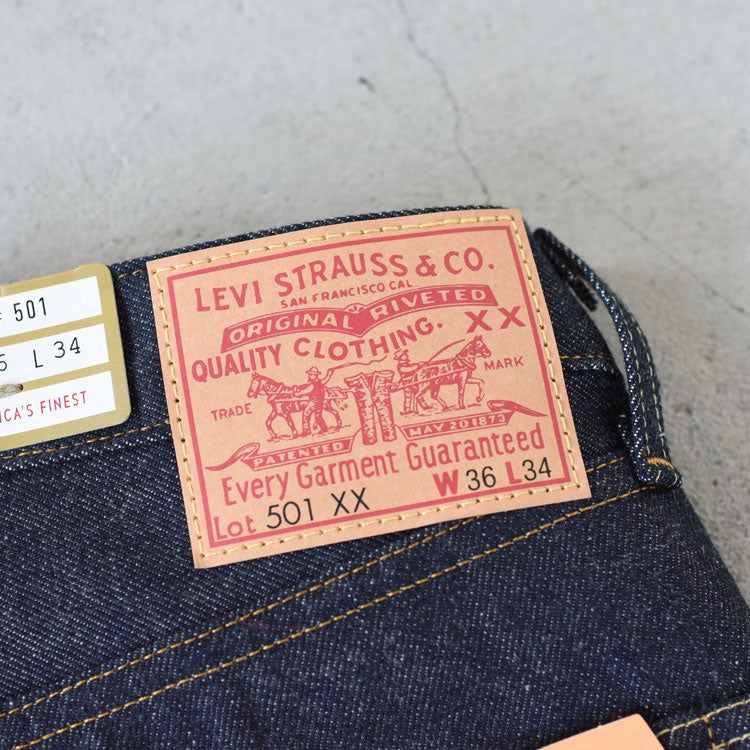 501
L 34
FINEST
LEVI STRAUSS & CO.
SAN FRANCISCO CAL
ORIGINAL RIVETED
QUALITY CLOTHING. XX
TRADE MARK
PATENTED MAY 20 1873
Every Garment Guaranteed
Lot 501 XX W 36 L 34